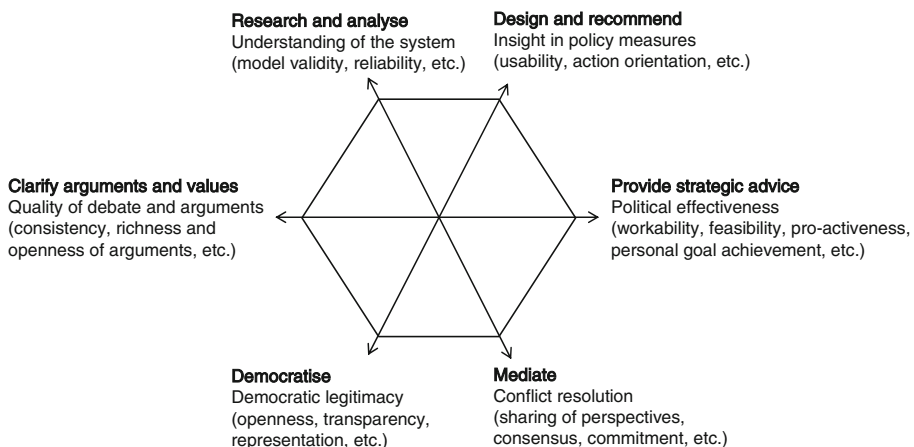 Research and analyse
Understanding of the system
(model validity, reliability, etc.)
Design and recommend
Insight in policy measures
(usability, action orientation, etc.)
Clarify arguments and values
Quality of debate and arguments
(consistency, richness and
openness of arguments, etc.)
Provide strategic advice
Political effectiveness
(workability, feasibility, pro-activeness,
personal goal achievement, etc.)
Democratise
Democratic legitimacy
(openness, transparency,
representation, etc.)
Mediate
Conflict resolution
(sharing of perspectives,
consensus, commitment, etc.)